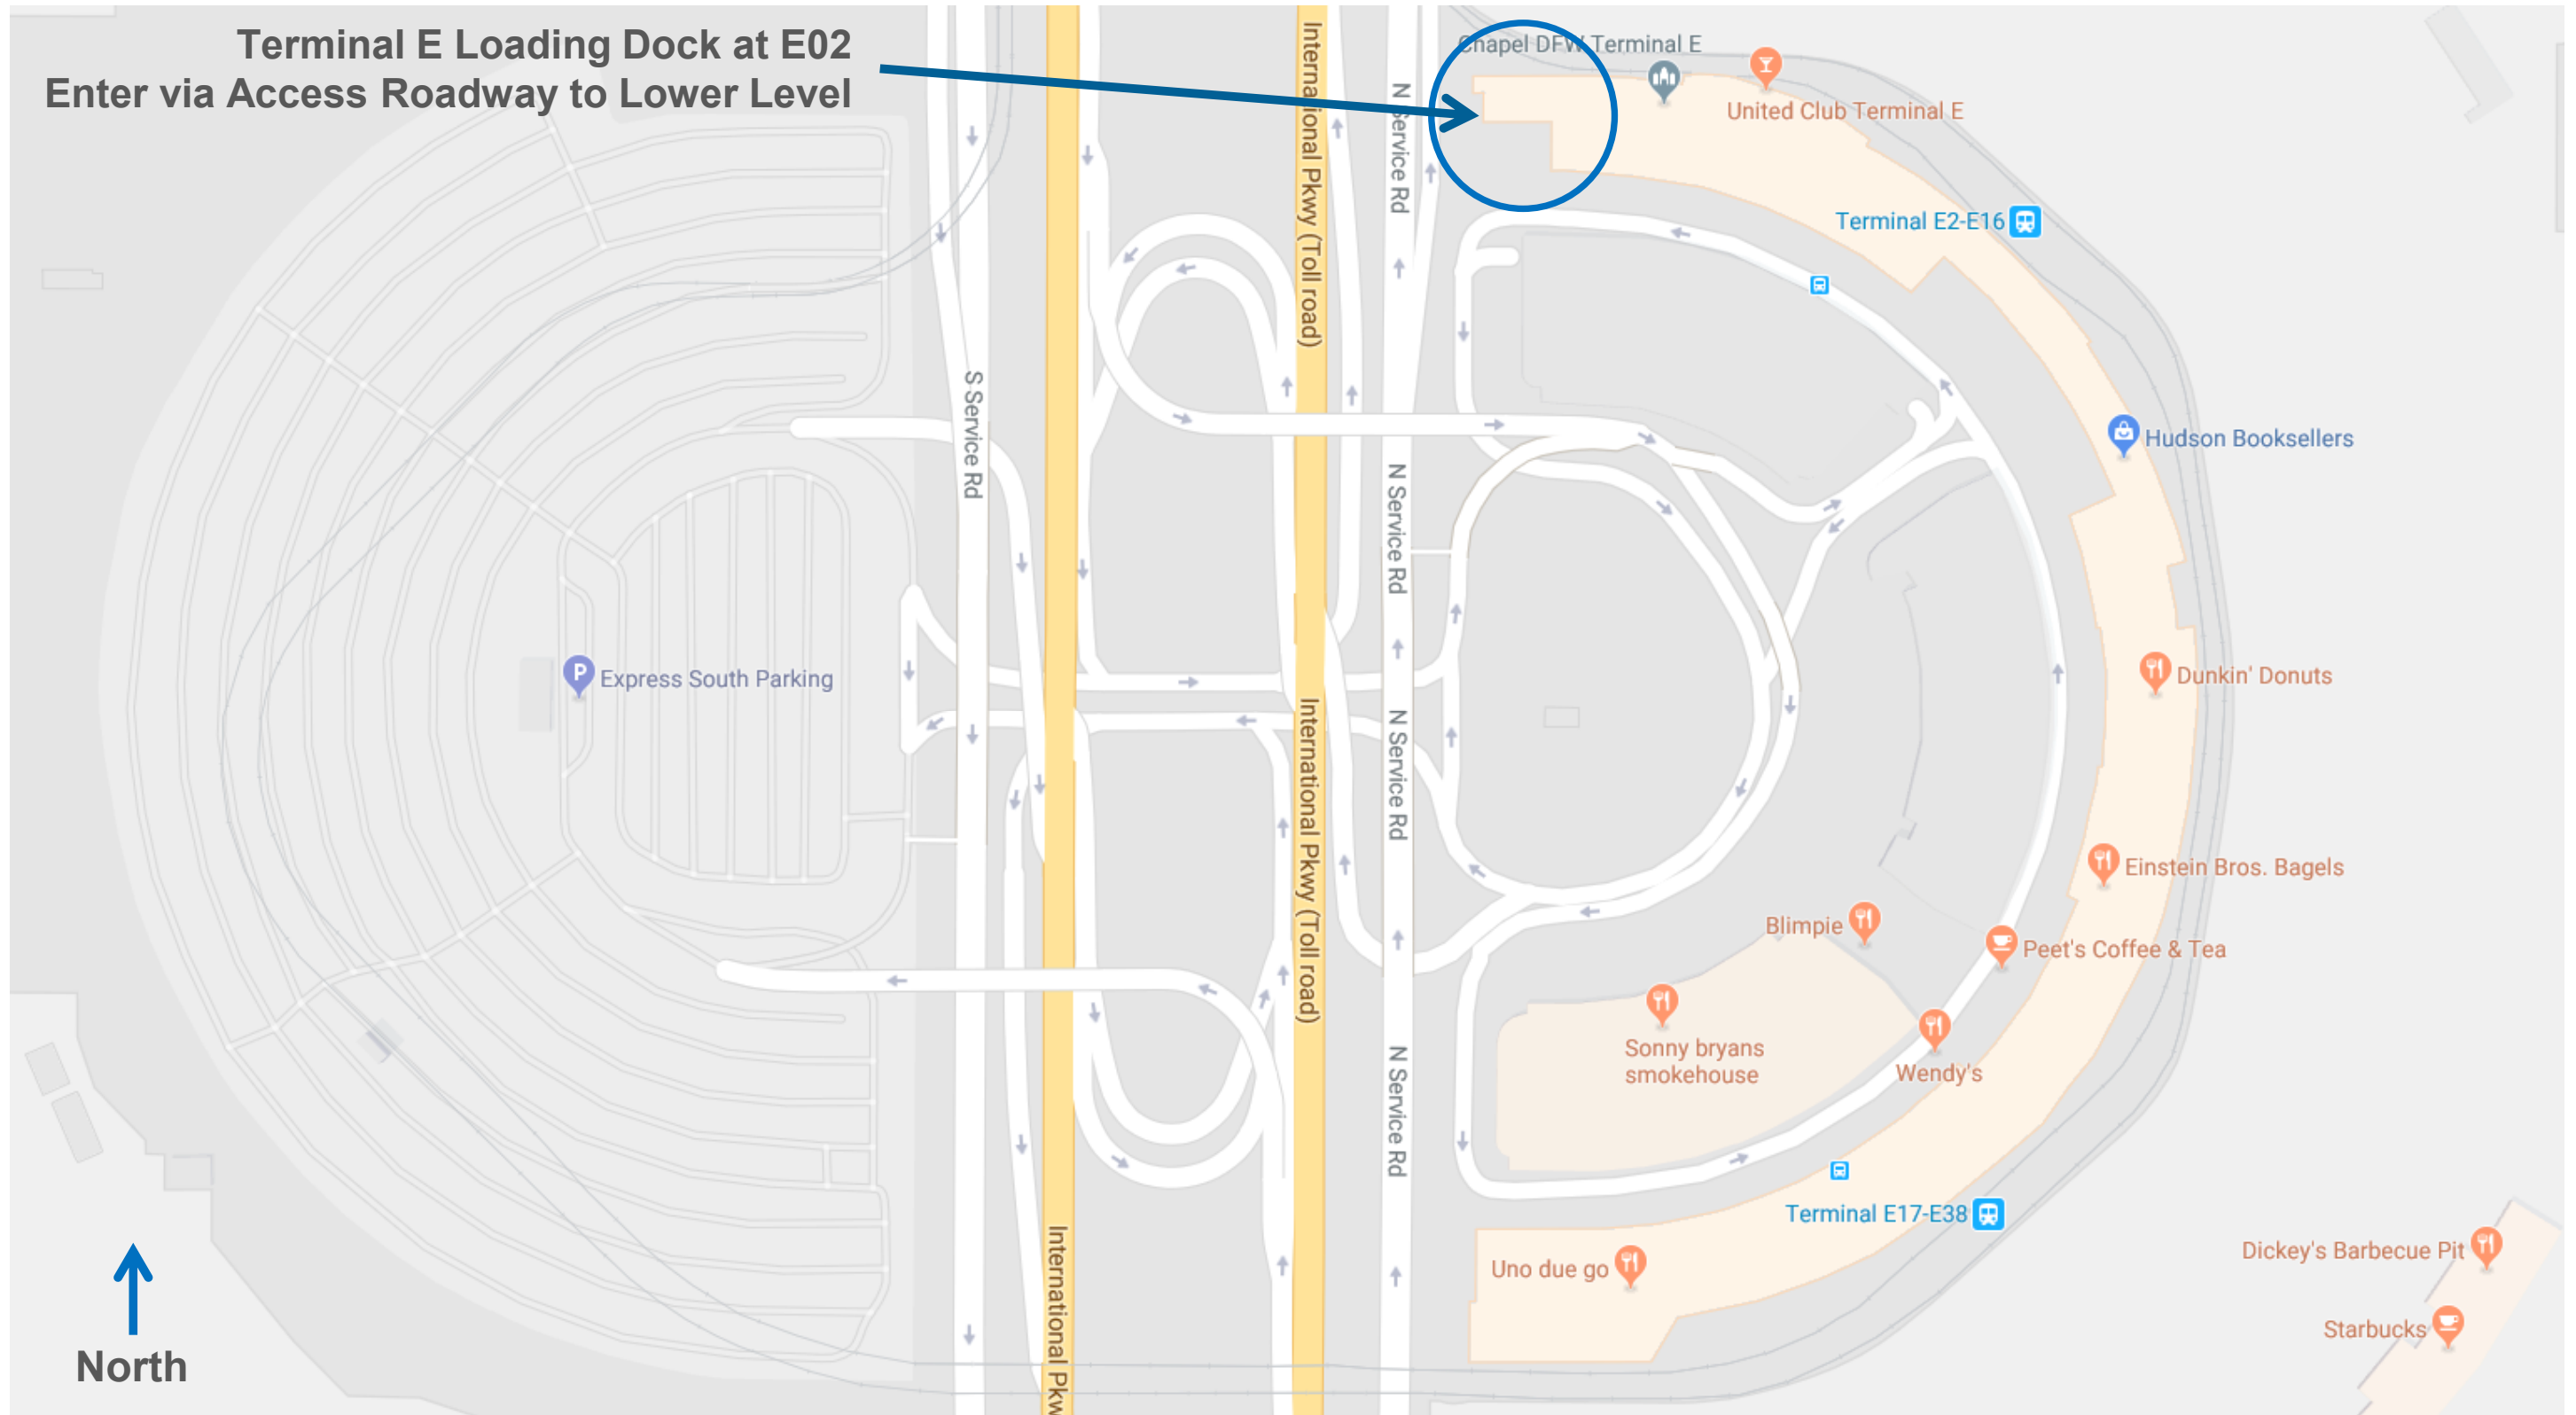 Terminal E Loading Dock at E02
Enter via Access Roadway to Lower Level
Chapel DFW Terminal E
United Club Terminal E
International Pkwy (Toll road)
N Service Rd
Terminal E2-E16
S Service Rd
Hudson Booksellers
N Service Rd
P
Express South Parking
Dunkin' Donuts
International Pkwy (Toll road)
N Service Rd
Einstein Bros. Bagels
Blimpie
Peet's Coffee & Tea
Sonny bryans
smokehouse
Wendy's
N Service Rd
Terminal E17-E38
International Pkw
Uno due go
Dickey's Barbecue Pit
Starbucks
North